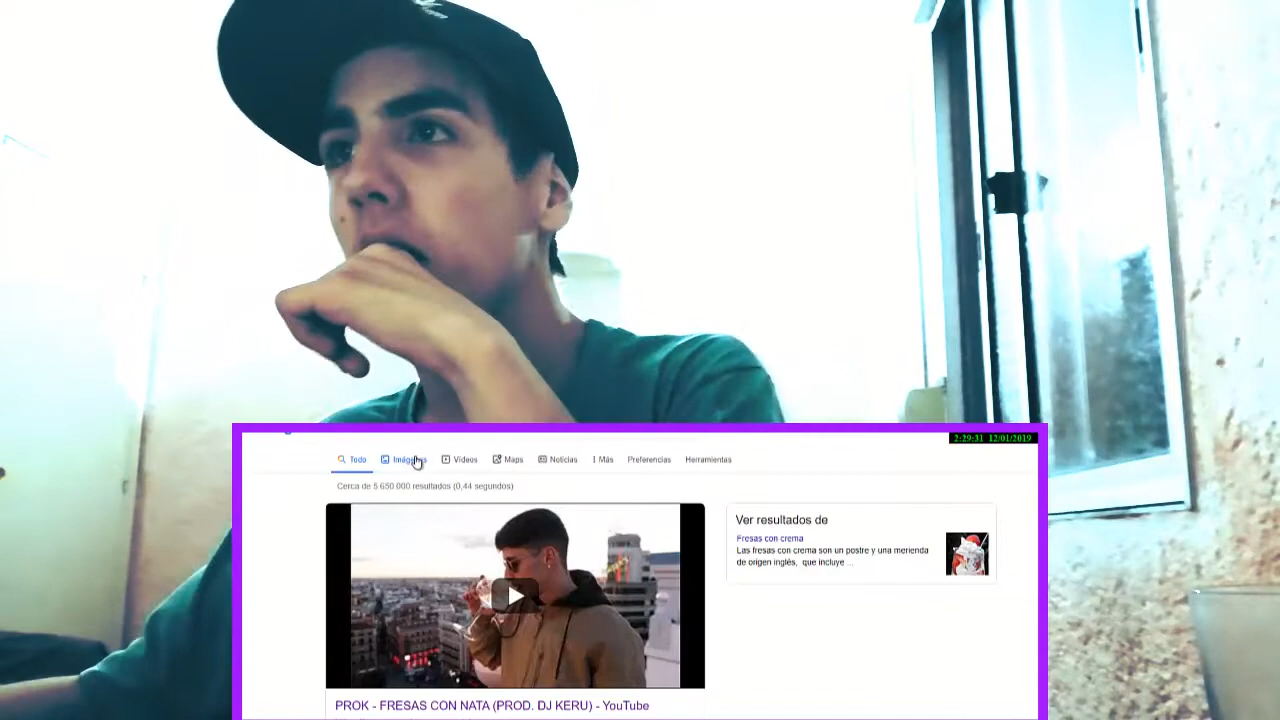 2:29:31 12/01/2019
Todo Imágenes Vídeos Maps Noticias Más Preferencias Herramientas
Cerca de 5 650 000 resultados (0,44 segundos)
Ver resultados de
Fresas con crema
Las fresas con crema son un postre y una merienda
de origen inglés, que incluye ...
PROK - FRESAS CON NATA (PROD. DJ KERU) - YouTube